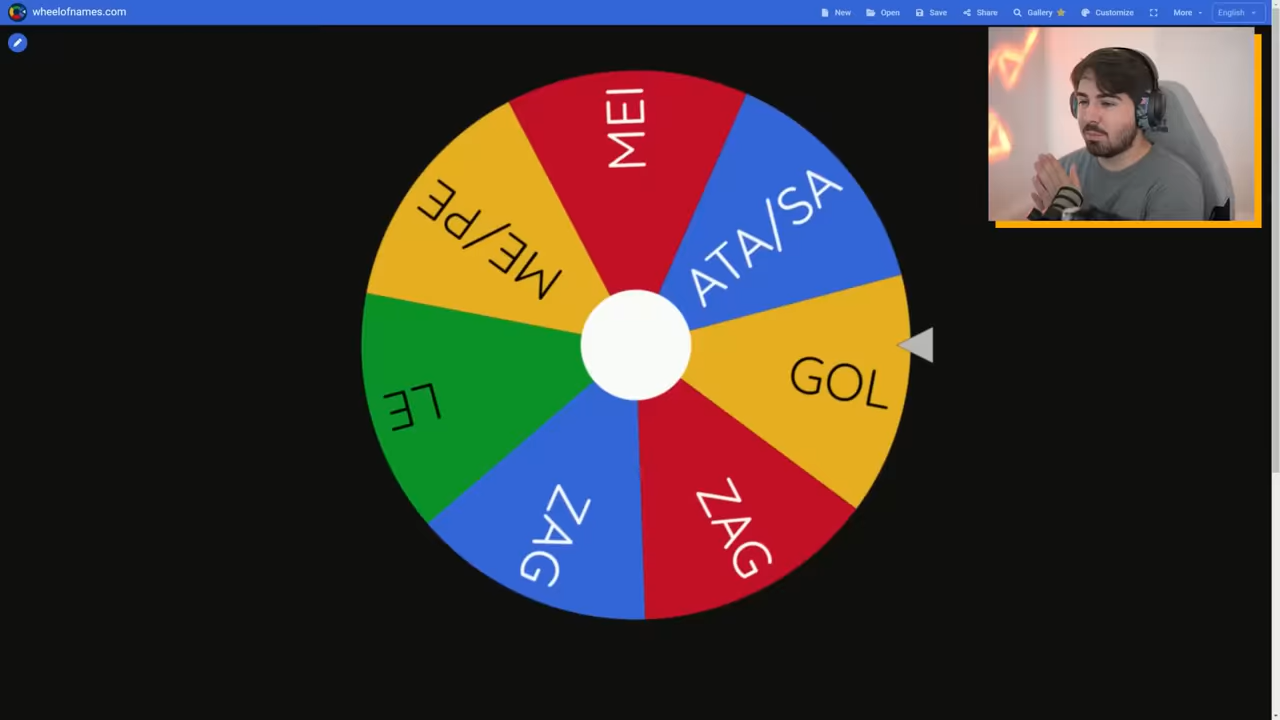 wheelofnames.com
New
Open
Save
Share
Gallery
Customize
More
English
MEI
ATA/SA
GOL
ZAG
ZAG
LE
ME/PE